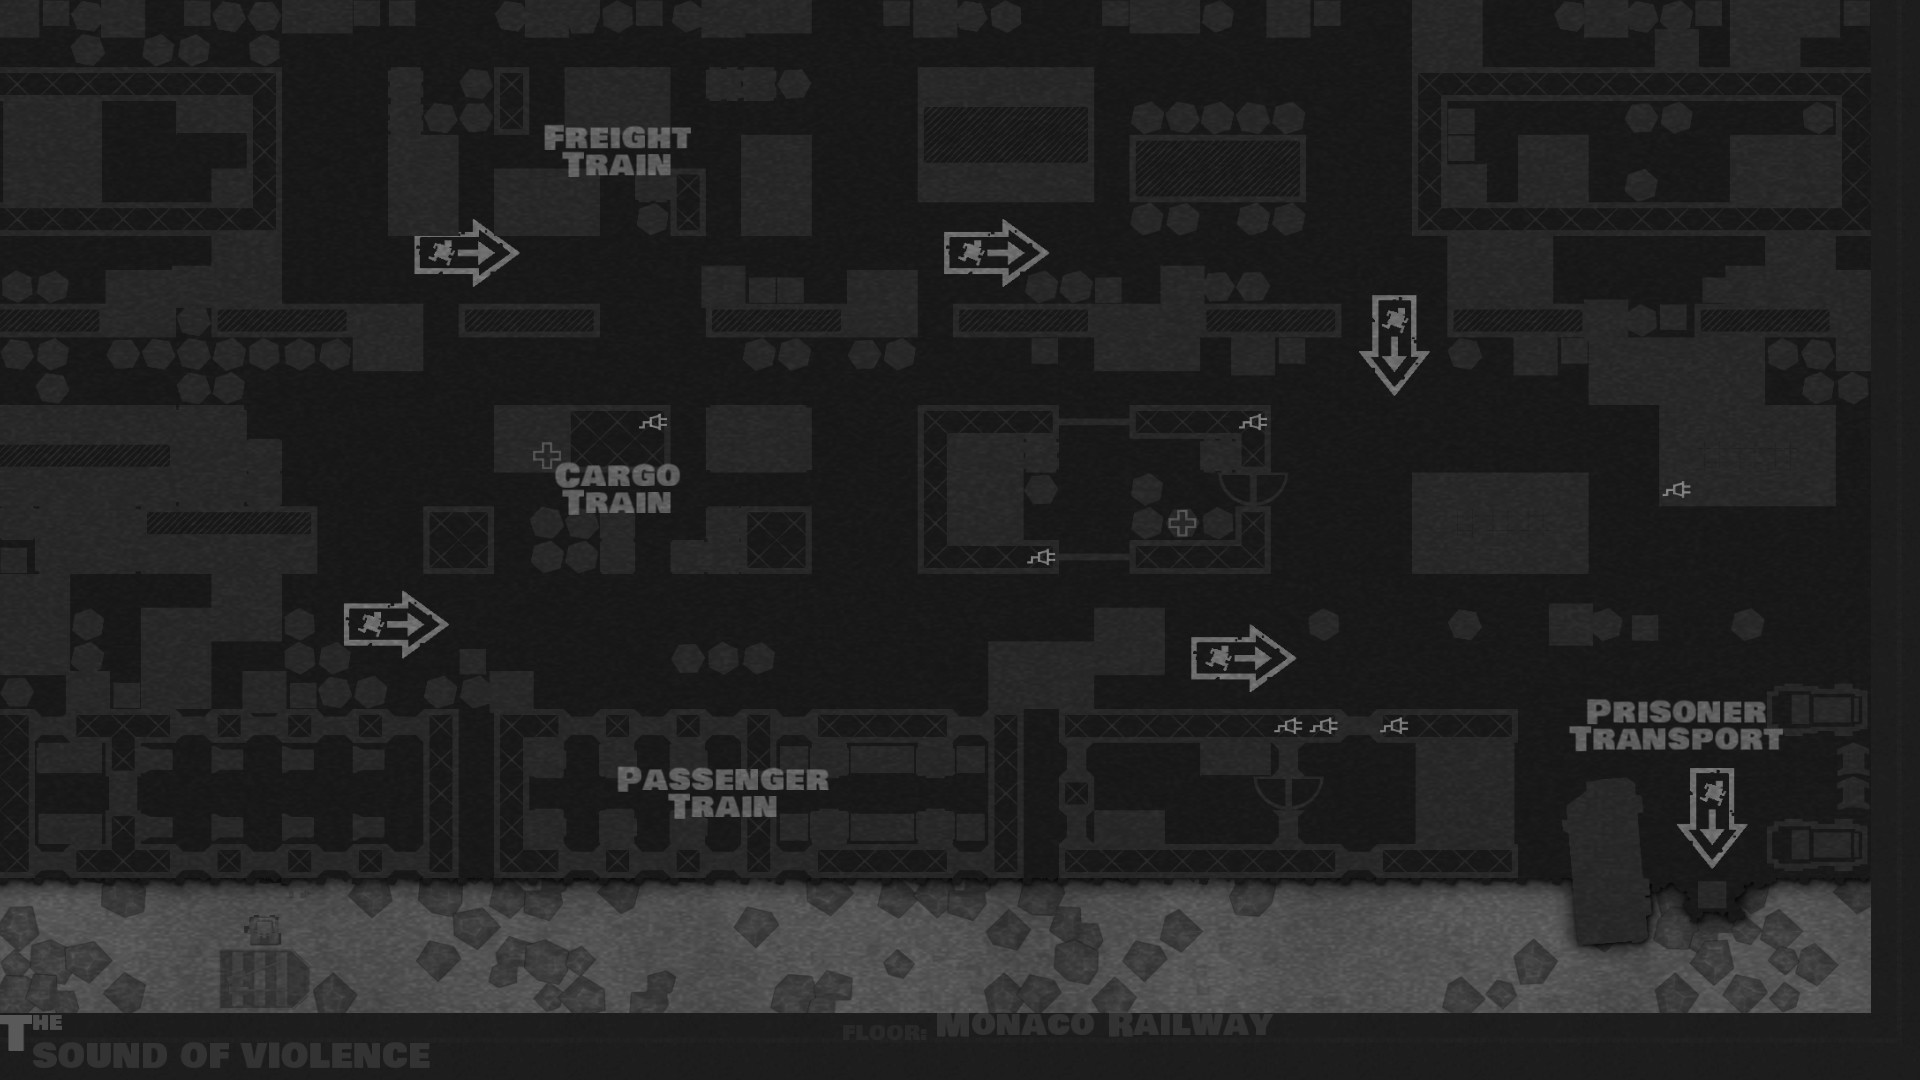 FREIGHT
TRAIN
CARGO
TRAIN
PRISONER
TRANSPORT
PASSENGER
TRAIN
THE
SOUND OF VIOLENCE
FLOOR: MONACO RAILWAY